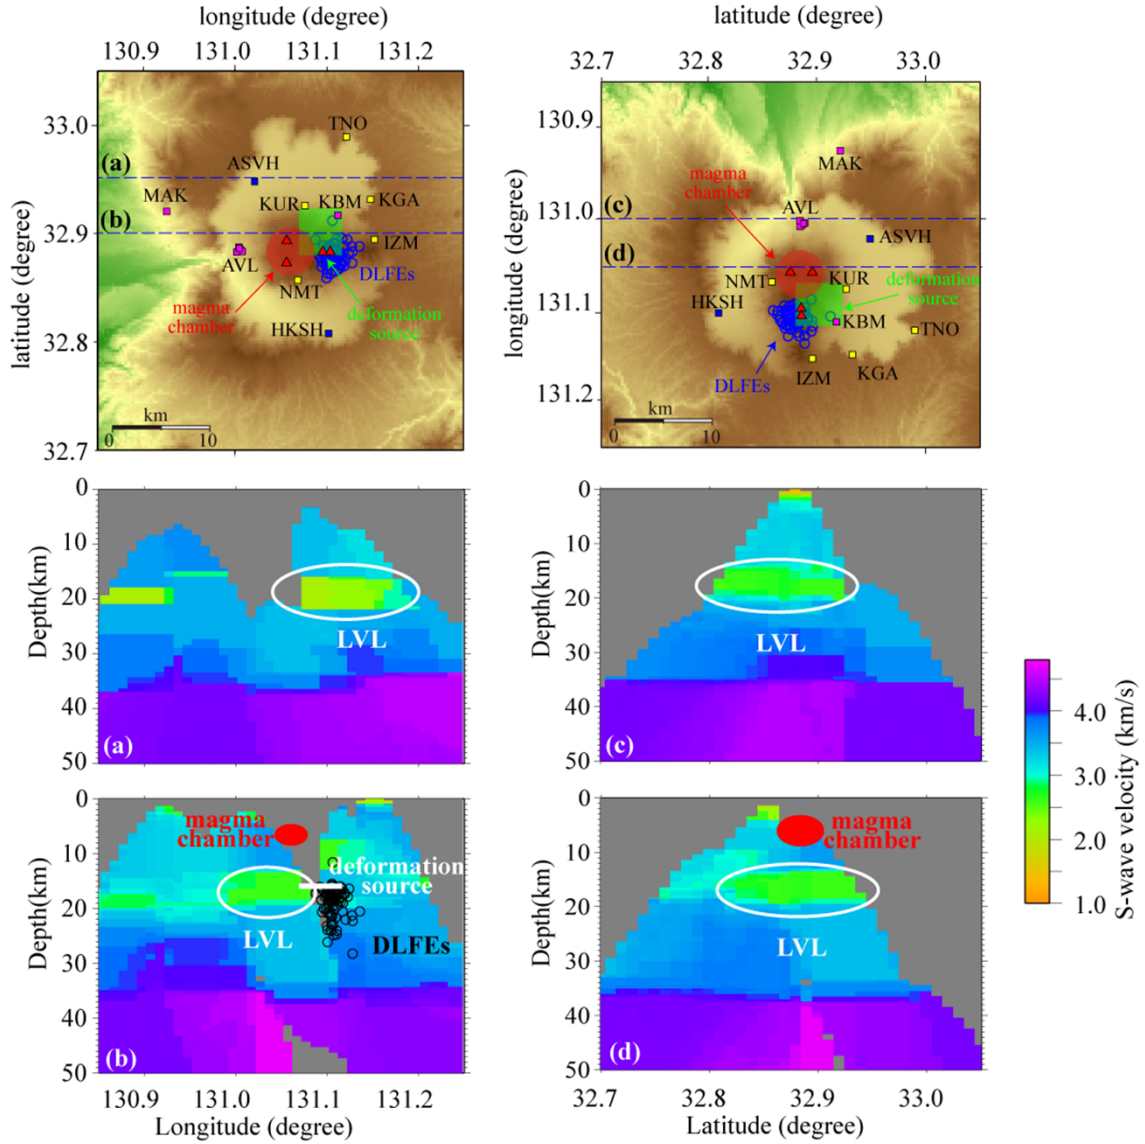 longitude (degree)
130.9 131.0 131.1 131.2
latitude (degree)
33.0
32.9
32.8
32.7
(a)
(b)
TNO
ASVH
MAK
KUR
KBM
KGA
IZM
AVL
DLFEs
NMT
magma
chamber
deformation
source
HKSH
km
0 10
latitude (degree)
32.7 32.8 32.9 33.0
longitude (degree)
130.9
131.0
131.1
131.2
(c)
(d)
MAK
magma
chamber
AVL
ASVH
NMT
KUR
deformation
source
HKSH
KBM
TNO
DLFEs
IZM
KGA
km
0 10
Depth(km)
0
10
20
30
40
50
LVL
(a)
Depth(km)
0
10
20
30
40
50
LVL
(c)
S-wave velocity (km/s)
4.0
3.0
2.0
1.0
Depth(km)
0
10
20
30
40
50
magma
chamber
deformation
source
LVL
DLFEs
(b)
130.9 131.0 131.1 131.2
Longitude (degree)
Depth(km)
0
10
20
30
40
50
magma
chamber
LVL
(d)
32.7 32.8 32.9 33.0
Latitude (degree)